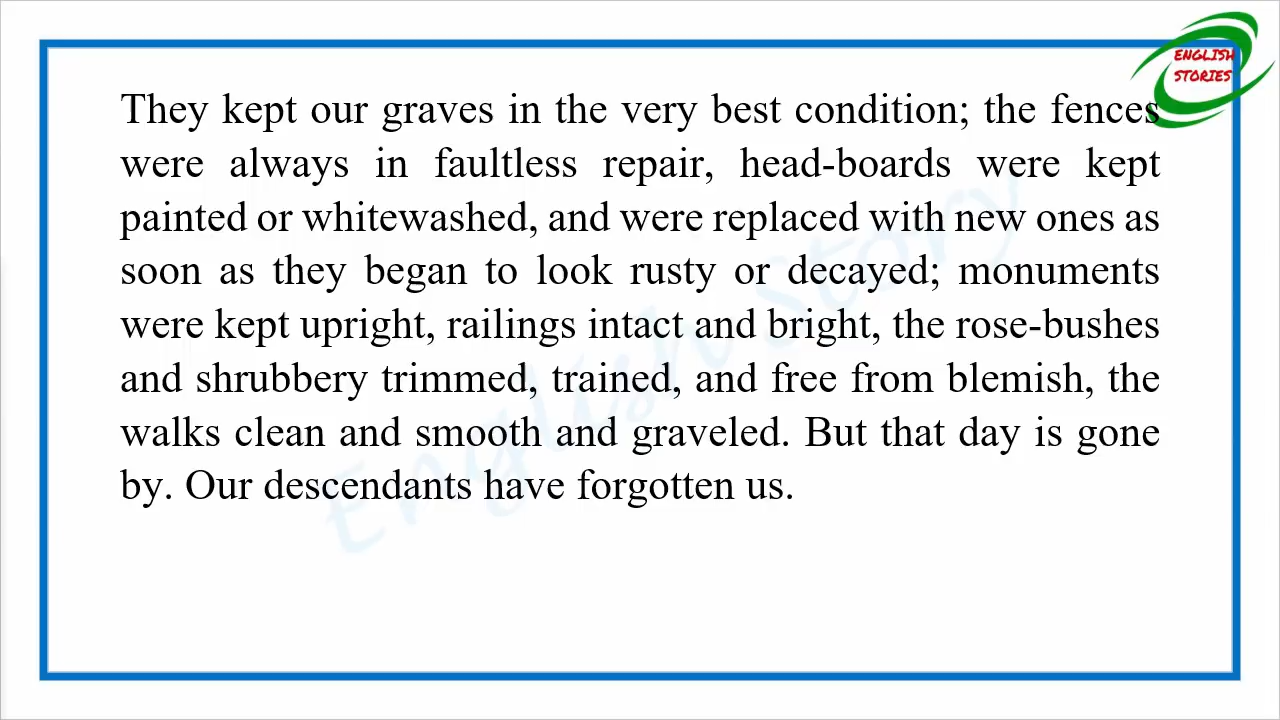 ENGLISH
STORIES
They kept our graves in the very best condition; the fences
were always in faultless repair, head-boards were kept
painted or whitewashed, and were replaced with new ones as
soon as they began to look rusty or decayed; monuments
were kept upright, railings intact and bright, the rose-bushes
and shrubbery trimmed, trained, and free from blemish, the
walks clean and smooth and graveled. But that day is gone
by. Our descendants have forgotten us.
English Story